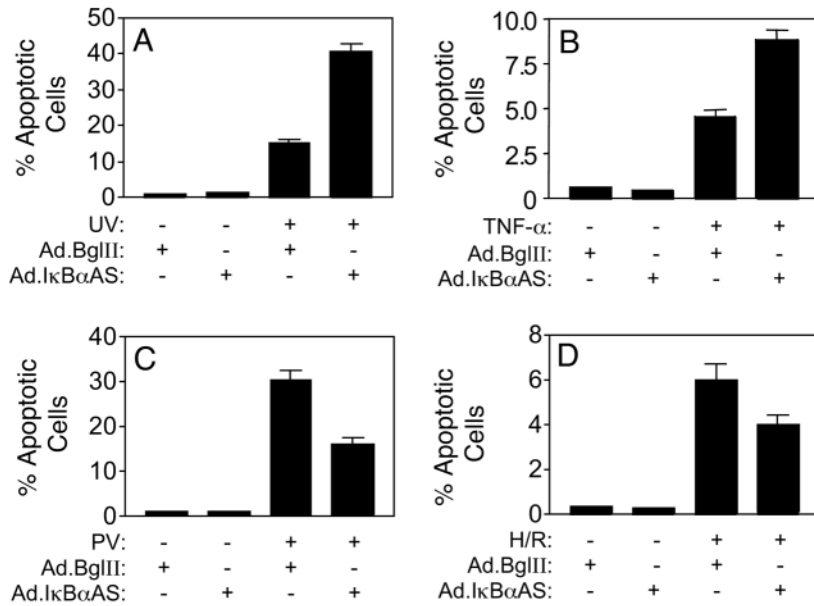 A
% Apoptotic
Cells
50
40
30
20
10
0
UV: - - + +
Ad.BglII: + - + -
Ad.IκBαAS: - + - +
B
% Apoptotic
Cells
10.0
7.5
5.0
2.5
0
TNF-α: - - + +
Ad.BglII: + - + -
Ad.IκBαAS: - + - +
C
% Apoptotic
Cells
40
30
20
10
0
PV: - - + +
Ad.BglII: + - + -
Ad.IκBαAS: - + - +
D
% Apoptotic
Cells
8
6
4
2
0
H/R: - - + +
Ad.BglII: + - + -
Ad.IκBαAS: - + - +